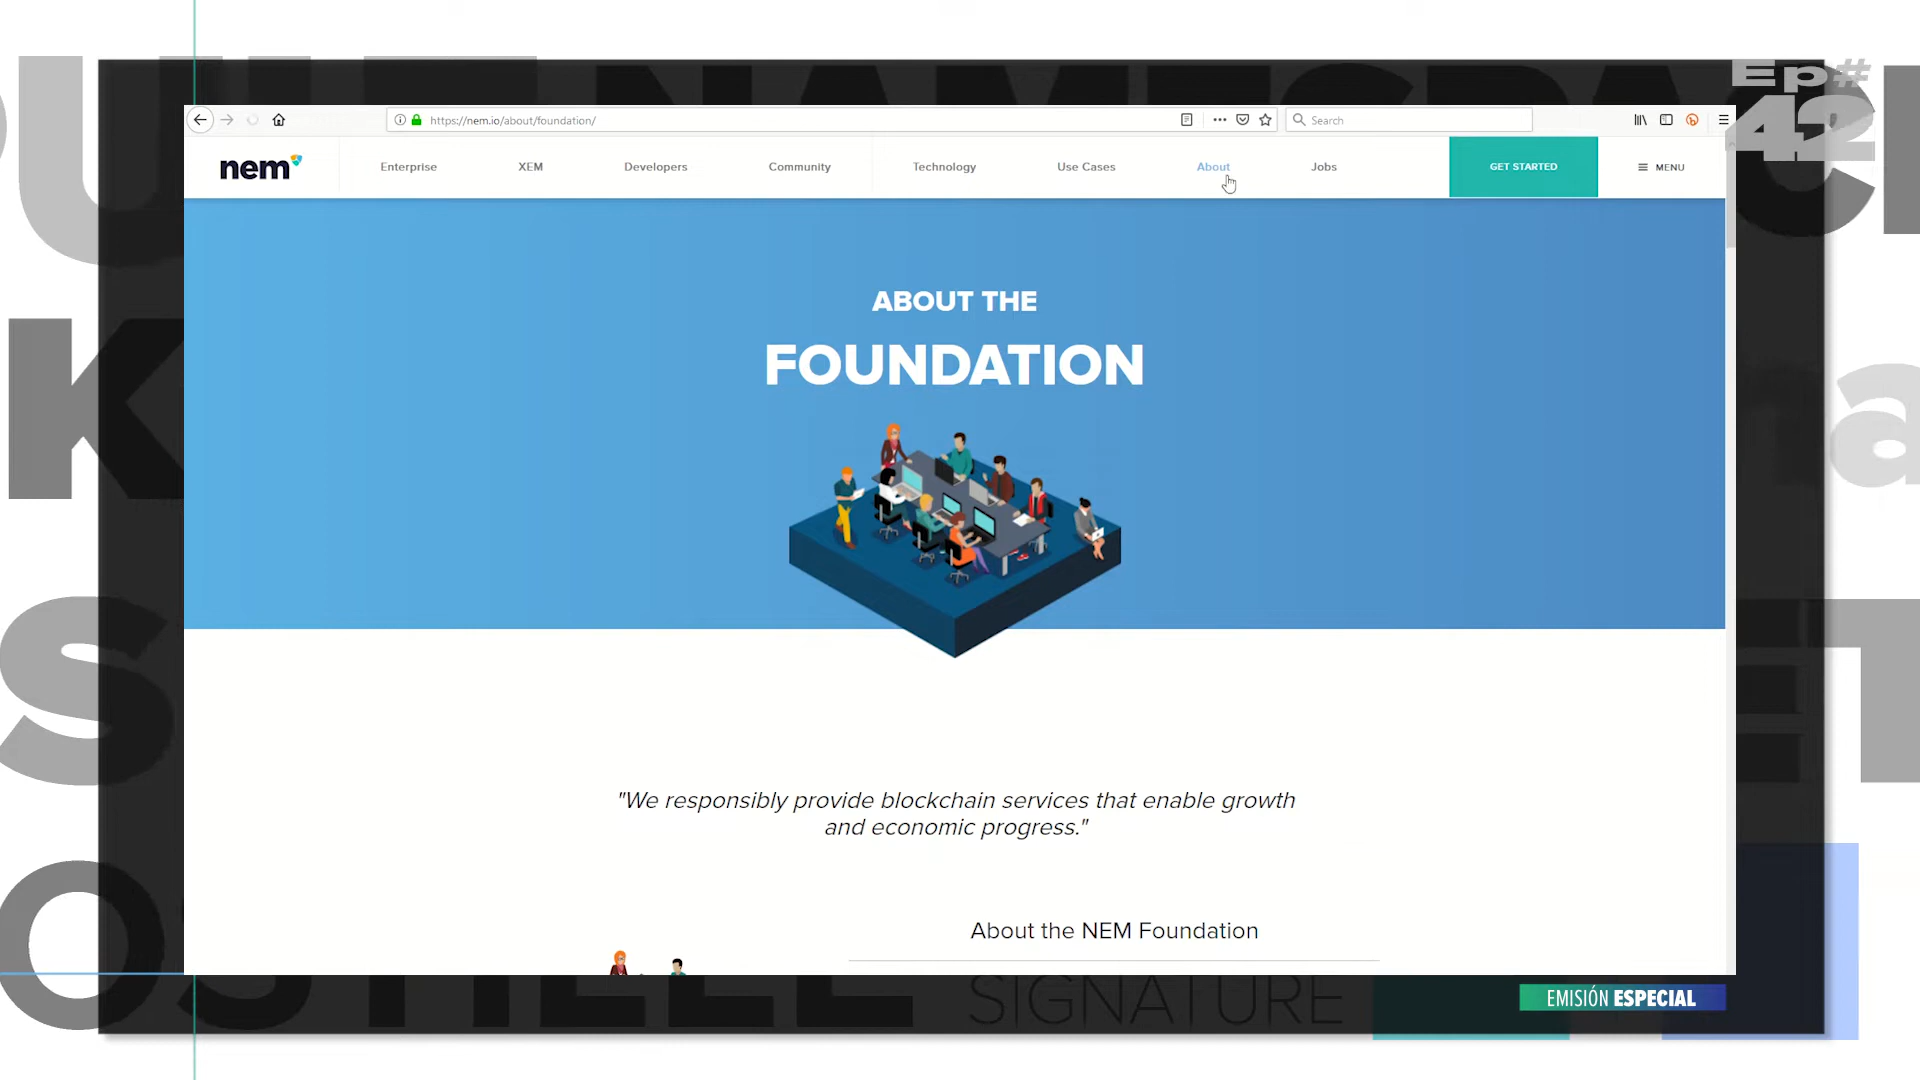 Ep#
42
https://nem.io/about/foundation/
Search
nem
Enterprise
XEM
Developers
Community
Technology
Use Cases
About
Jobs
GET STARTED
MENU
ABOUT THE
FOUNDATION
"We responsibly provide blockchain services that enable growth
and economic progress."
About the NEM Foundation
SIGNATURE
EMISIÓN ESPECIAL